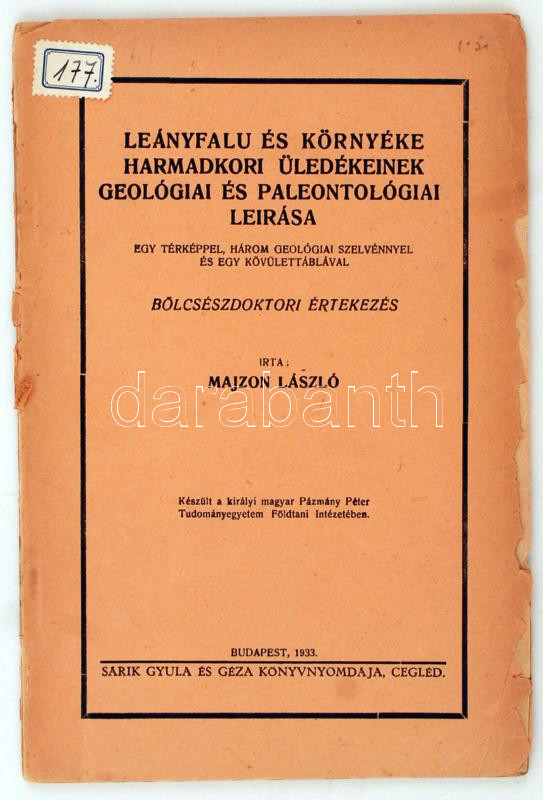 177.
LEÁNYFALU ÉS KÖRNYÉKE
HARMADKORI ÜLEDÉKEINEK
GEOLÓGIAI ÉS PALEONTOLÓGIAI
LEIRÁSA
EGY TÉRKÉPPEL, HÁROM GEOLÓGIAI SZELVÉNNYEL
ÉS EGY KÖVÜLETTÁBLÁVAL
BÖLCSÉSZDOKTORI ÉRTEKEZÉS
IRTA:
MAJZON LÁSZLÓ
darabanth
Készült a királyi magyar Pázmány Péter
Tudományegyetem Földtani Intézetében.
BUDAPEST, 1933.
SÁRIK GYULA ÉS GÉZA KÖNYVNYOMDÁJA, CEGLÉD.